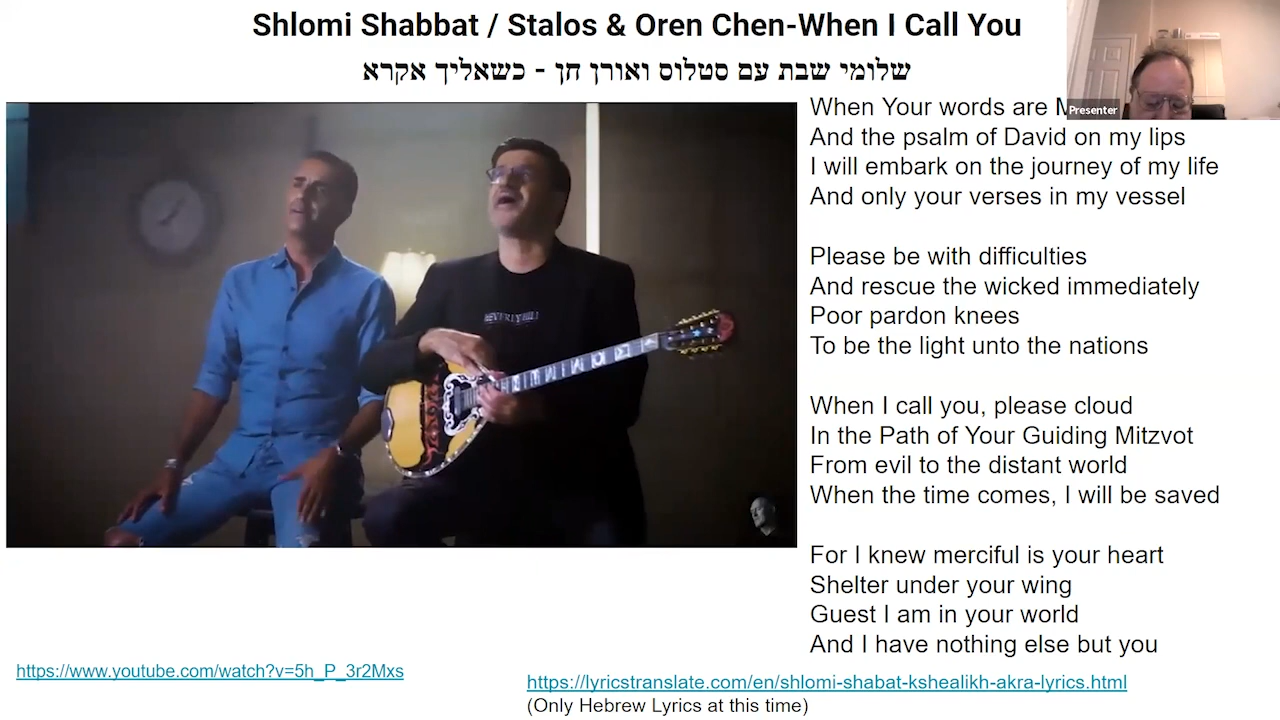 Shlomi Shabbat / Stalos & Oren Chen-When I Call You
שלומי שבת עם סטלוס ואורן חן - כשאליך אקרא
Presenter
When Your words are
And the psalm of David on my lips
I will embark on the journey of my life
And only your verses in my vessel
Please be with difficulties
And rescue the wicked immediately
Poor pardon knees
To be the light unto the nations
When I call you, please cloud
In the Path of Your Guiding Mitzvot
From evil to the distant world
When the time comes, I will be saved
For I knew merciful is your heart
Shelter under your wing
Guest I am in your world
And I have nothing else but you
https://www.youtube.com/watch?v=5h_P_3r2Mxs
https://lyricstranslate.com/en/shlomi-shabat-kshealikh-akra-lyrics.html
(Only Hebrew Lyrics at this time)